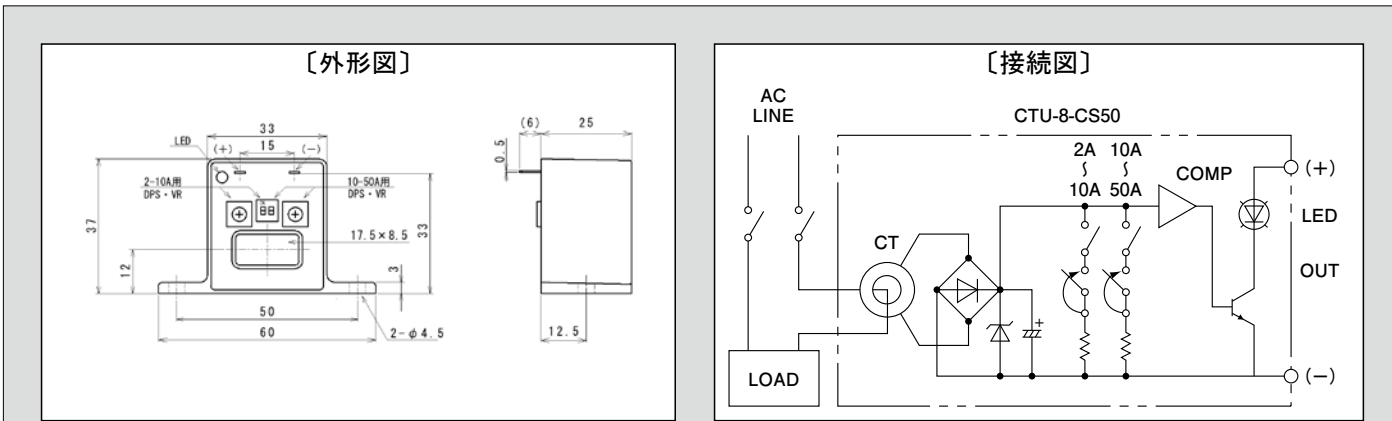 〔外形図〕
33
LED
(+)
15
(-)
2-10A用
DPS・VR
10-50A用
DPS・VR
37
12
17.5×8.5
33
3
50
60
2-φ4.5
(6)
25
0.5
12.5
〔接続図〕
AC
LINE
CTU-8-CS50
2A 10A
~ ~
10A 50A
COMP
(+)
LED
OUT
CT
+
LOAD
(-)